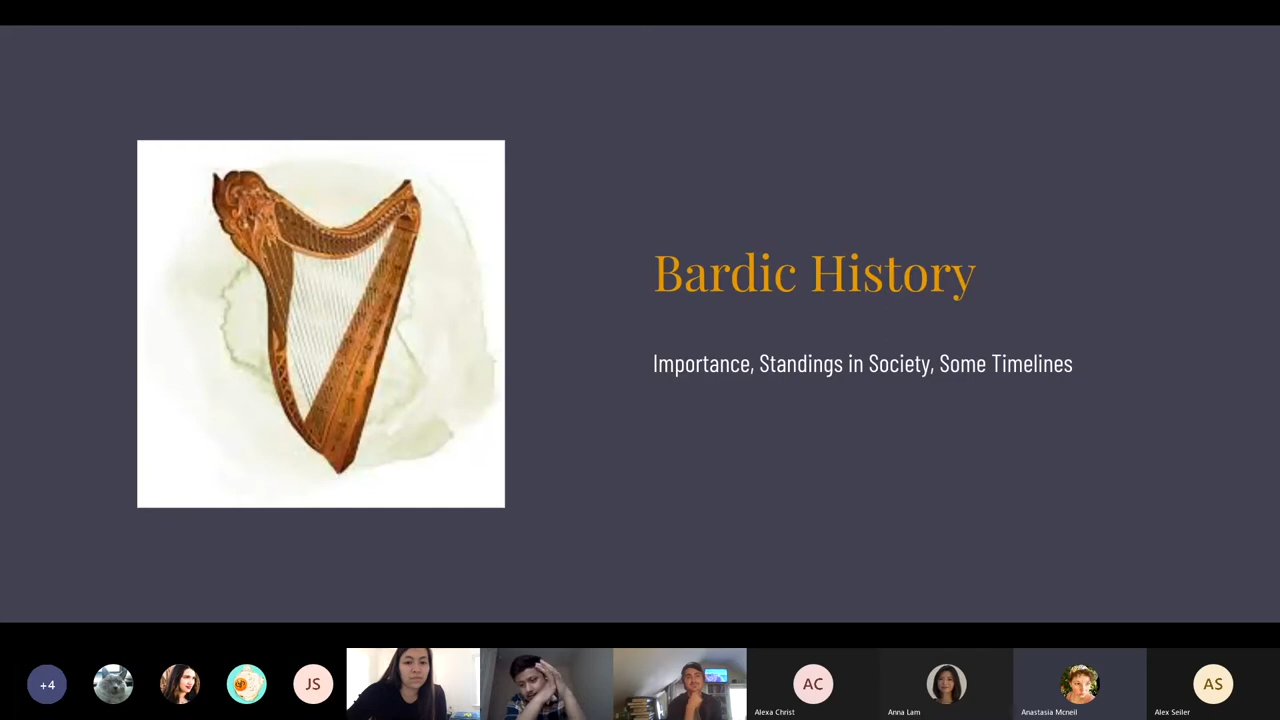 Bardic History
Importance, Standings in Society, Some Timelines
+4
JS
AC
Alexa Christ
Anna Lam
Anastasia Mcneil
AS
Alex Seiler